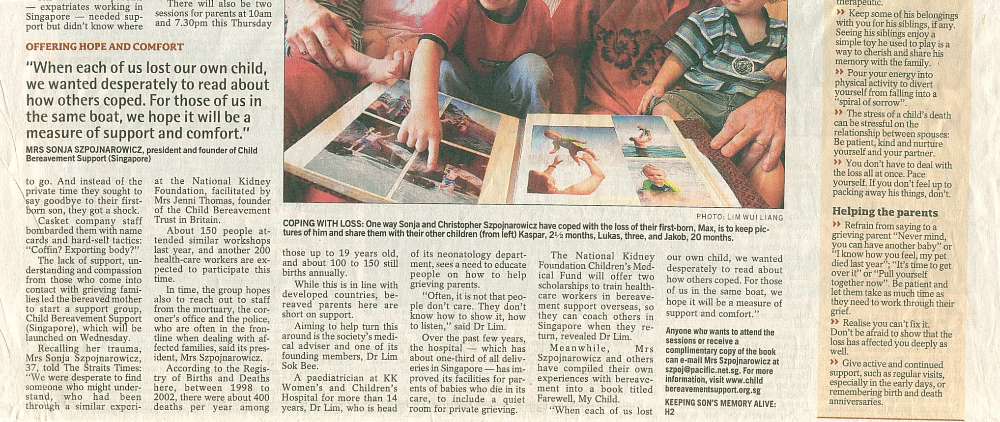 — expatriates working in
Singapore — needed sup-
port but didn't know where
There will also be two
sessions for parents at 10am
and 7.30pm this Thursday
OFFERING HOPE AND COMFORT
"When each of us lost our own child,
we wanted desperately to read about
how others coped. For those of us in
the same boat, we hope it will be a
measure of support and comfort."
MRS SONJA SZPOJNAROWICZ, president and founder of Child
Bereavement Support (Singapore)
to go. And instead of the
private time they sought to
say goodbye to their first-
born son, they got a shock.
Casket company staff
bombarded them with name
cards and hard-sell tactics:
"Coffin? Exporting body?"
The lack of support, un-
derstanding and compassion
from those who come into
contact with grieving fami-
lies led the bereaved mother
to start a support group,
Child Bereavement Support
(Singapore), which will be
launched on Wednesday.
Recalling her trauma,
Mrs Sonja Szpojnarowicz,
37, told The Straits Times:
"We were desperate to find
someone who might under-
stand, who had been
through a similar experi-
at the National Kidney
Foundation, facilitated by
Mrs Jenni Thomas, founder
of the Child Bereavement
Trust in Britain.
About 150 people at-
tended similar workshops
last year, and another 200
health-care workers are ex-
pected to participate this
time.
In time, the group hopes
also to reach out to staff
from the mortuary, the cor-
oner's office and the police,
who are often in the fron-
tline when dealing with af-
fected families, said its pres-
ident, Mrs Szpojnarowicz.
According to the Regis-
try of Births and Deaths
here, between 1998 to
2002, there were about 400
deaths per year among
PHOTO: LIM WUI LIANG
COPING WITH LOSS: One way Sonja and Christopher Szpojnarowicz have coped with the loss of their first-born, Max, is to keep pic-
tures of him and share them with their other children (from left) Kaspar, 2½ months, Lukas, three, and Jakob, 20 months.
those up to 19 years old,
and about 100 to 150 still
births annually.
While this is in line with
developed countries, be-
reaved parents here are
short on support.
Aiming to help turn this
around is the society's medi-
cal adviser and one of its
founding members, Dr Lim
Sok Bee.
A paediatrician at KK
Women's and Children's
Hospital for more than 14
years, Dr Lim, who is head
of its neonatology depart-
ment, sees a need to educate
people on how to help
grieving parents.
"Often, it is not that peo-
ple don't care. They don't
know how to show it, how
to listen," said Dr Lim.
Over the past few years,
the hospital — which has
about one-third of all deliv-
eries in Singapore — has im-
proved its facilities for par-
ents of babies who die in its
care, to include a quiet
room for private grieving.
The National Kidney
Foundation Children's Med-
ical Fund will offer two
scholarships to train health-
care workers in bereave-
ment support overseas, so
they can coach others in
Singapore when they re-
turn, revealed Dr Lim.
Meanwhile, Mrs
Szpojnarowicz and others
have compiled their own
experiences with bereave-
ment into a book titled
Farewell, My Child.
"When each of us lost
our own child, we wanted
desperately to read about
how others coped. For those
of us in the same boat, we
hope it will be a measure of
support and comfort."
Anyone who wants to attend the
sessions or receive a
complimentary copy of the book
can e-mail Mrs Szpojnarowicz at
szpoj@pacific.net.sg. For more
information, visit www.child
bereavementsupport.org.sg
KEEPING SON'S MEMORY ALIVE:
H2
therapeutic.
» Keep some of his belongings
with you for his siblings, if any.
Seeing his siblings enjoy a
simple toy he used to play is a
way to cherish and share his
memory with the family.
» Pour your energy into
physical activity to divert
yourself from falling into a
"spiral of sorrow".
» The stress of a child's death
can be stressful on the
relationship between spouses:
Be patient, kind and nurture
yourself and your partner.
» You don't have to deal with
the loss all at once. Pace
yourself. If you don't feel up to
packing away his things, don't.
Helping the parents
» Refrain from saying to a
grieving parent "Never mind,
you can have another baby" or
"I know how you feel, my pet
died last year"; "It's time to get
over it" or "Pull yourself
together now". Be patient and
let them take as much time as
they need to work through their
grief.
» Realise you can't fix it.
Don't be afraid to show that the
loss has affected you deeply as
well.
» Give active and continued
support, such as regular visits,
especially in the early days, or
remembering birth and death
anniversaries.